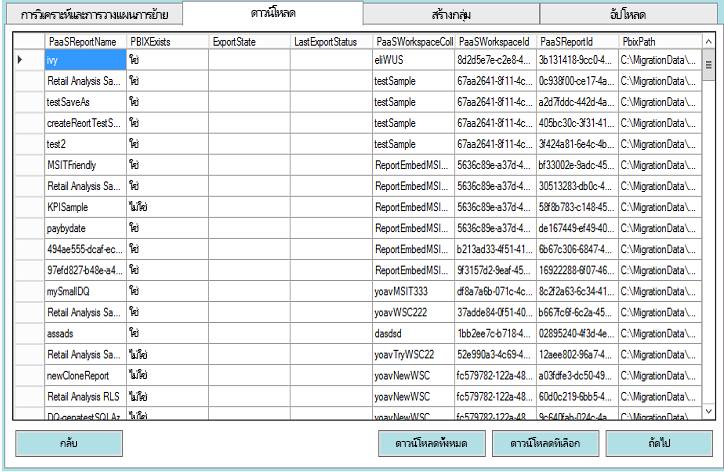 การวิเคราะห์และการวางแผนการย้าย ดาวน์โหลด สร้างกลุ่ม อัปโหลด
PaaSReportName PBIXExists ExportState LastExportStatus PaaSWorkspaceColl PaaSWorkspaceId PaaSReportId PbixPath
ivy ใช่ eliWUS 8d2d5e7e-c2e8-4... 3b131418-9cc0-4... C:\MigrationData\...
Retail Analysis Sa... ใช่ testSample 67aa2641-8f11-4c... 0c938f00-ce17-4a... C:\MigrationData\...
testSaveAs ใช่ testSample 67aa2641-8f11-4c... a2d7fddc-442d-4a... C:\MigrationData\...
createReortTestS... ใช่ testSample 67aa2641-8f11-4c... 405bc30c-3f31-41... C:\MigrationData\...
test2 ใช่ testSample 67aa2641-8f11-4c... 3f424a81-6e4c-4b... C:\MigrationData\...
MSITFriendly ใช่ ReportEmbedMSI... 5636c89e-a37d-4... bf33002e-9adc-45... C:\MigrationData\...
Retail Analysis Sa... ใช่ ReportEmbedMSI... 5636c89e-a37d-4... 30513283-db0c-4... C:\MigrationData\...
KPISample ไม่ใช่ ReportEmbedMSI... 5636c89e-a37d-4... 58f8b783-c148-45... C:\MigrationData\...
paybydate ใช่ ReportEmbedMSI... 5636c89e-a37d-4... de167449-ef49-40... C:\MigrationData\...
494ae555-dcaf-ec... ใช่ ReportEmbedMSI... b213ad33-4f51-41... 6b67c306-6847-4... C:\MigrationData\...
97efd827-b48e-a4... ใช่ ReportEmbedMSI... 9f3157d2-9eaf-45... 16922288-6f07-46... C:\MigrationData\...
mySmallDQ ใช่ yoavMSIT333 df8a7a6b-071c-4c... 8c2f2a63-6c34-41... C:\MigrationData\...
Retail Analysis Sa... ใช่ yoavWSC222 37adde84-0f51-40... b667fc6f-6c2a-45... C:\MigrationData\...
assads ใช่ dasdsd 1bb2ee7c-b718-4... 02895240-4f3d-4e... C:\MigrationData\...
Retail Analysis Sa... ไม่ใช่ yoavTryWSC22 52e990a3-4c69-4... 12aee802-96a7-4... C:\MigrationData\...
newCloneReport ไม่ใช่ yoavNewWSC fc579782-122a-48... a03fdfe3-dc50-49... C:\MigrationData\...
Retail Analysis RLS ไม่ใช่ yoavNewWSC fc579782-122a-48... 60d0c219-6bb5-4... C:\MigrationData\...
DQ-genatestSQLAz ไม่ใช่ yoavNewWSC fc579782-122a-48... 9c640fab-024c-4a... C:\MigrationData\...
กลับ ดาวน์โหลดทั้งหมด ดาวน์โหลดที่เลือก ถัดไป